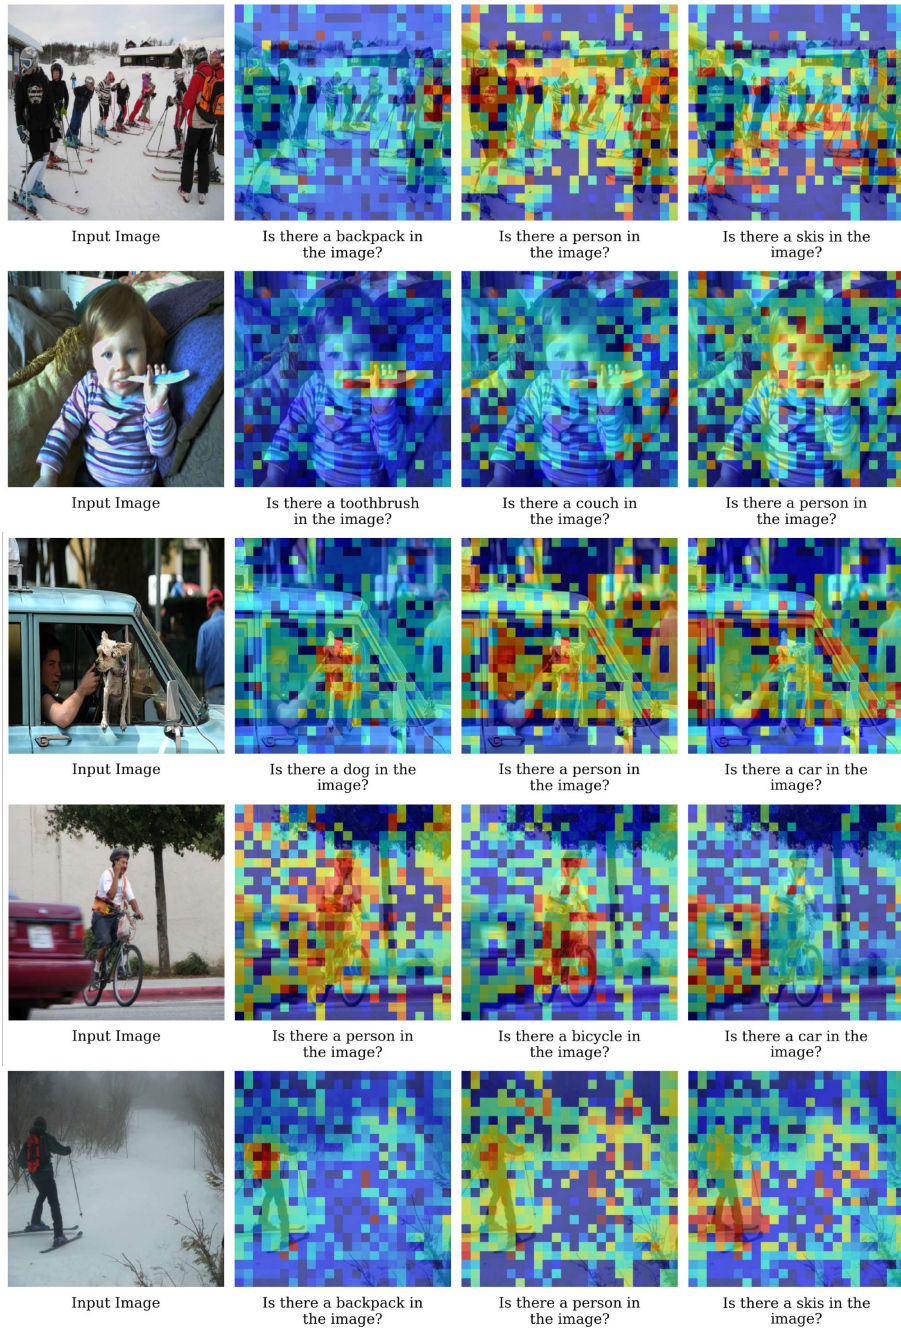 Input Image
Is there a backpack in
the image?
Is there a person in
the image?
Is there a skis in the
image?
Input Image
Is there a toothbrush
in the image?
Is there a couch in
the image?
Is there a person in
the image?
Input Image
Is there a dog in the
image?
Is there a person in
the image?
Is there a car in the
image?
Input Image
Is there a person in
the image?
Is there a bicycle in
the image?
Is there a car in the
image?
Input Image
Is there a backpack in
the image?
Is there a person in
the image?
Is there a skis in the
image?